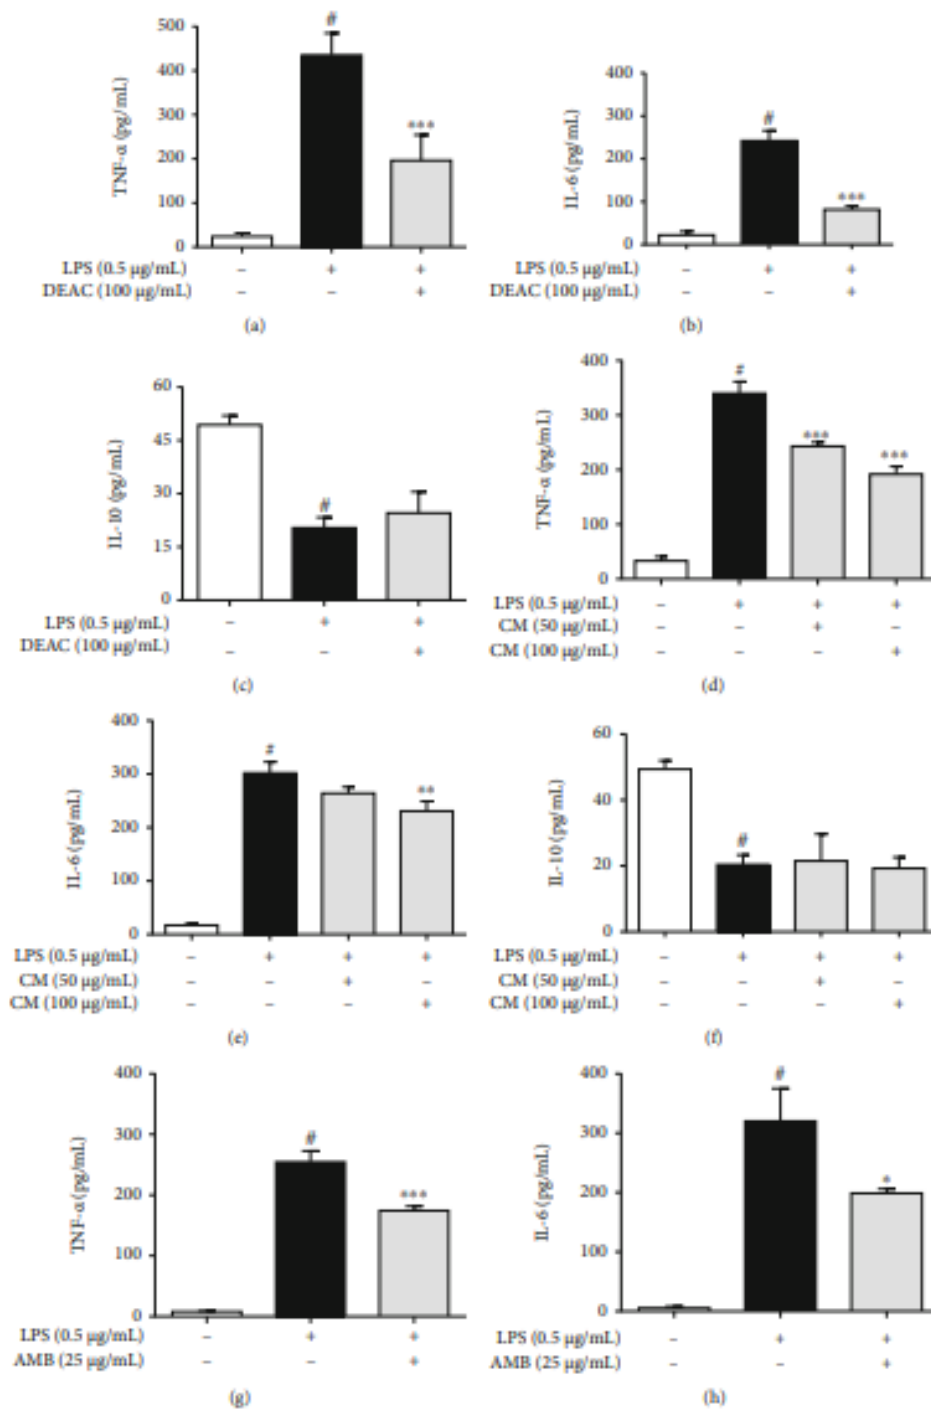 500
400
300
200
100
0
TNF-α (pg/mL)
#
***
LPS (0.5 μg/mL) – + +
DEAC (100 μg/mL) – – +
(a)
400
300
200
100
0
IL-6 (pg/mL)
#
***
LPS (0.5 μg/mL) – + +
DEAC (100 μg/mL) – – +
(b)
60
45
30
15
0
IL-10 (pg/mL)
#
LPS (0.5 μg/mL) – + +
DEAC (100 μg/mL) – – +
(c)
400
300
200
100
0
TNF-α (pg/mL)
#
***
***
LPS (0.5 μg/mL) – + + +
CM (50 μg/mL) – – + –
CM (100 μg/mL) – – – +
(d)
400
300
200
100
0
IL-6 (pg/mL)
#
**
LPS (0.5 μg/mL) – + + +
CM (50 μg/mL) – – + –
CM (100 μg/mL) – – – +
(e)
60
40
20
0
IL-10 (pg/mL)
#
LPS (0.5 μg/mL) – + + +
CM (50 μg/mL) – – + –
CM (100 μg/mL) – – – +
(f)
400
300
200
100
0
TNF-α (pg/mL)
#
***
LPS (0.5 μg/mL) – + +
AMB (25 μg/mL) – – +
(g)
400
300
200
100
0
IL-6 (pg/mL)
#
*
LPS (0.5 μg/mL) – + +
AMB (25 μg/mL) – – +
(h)